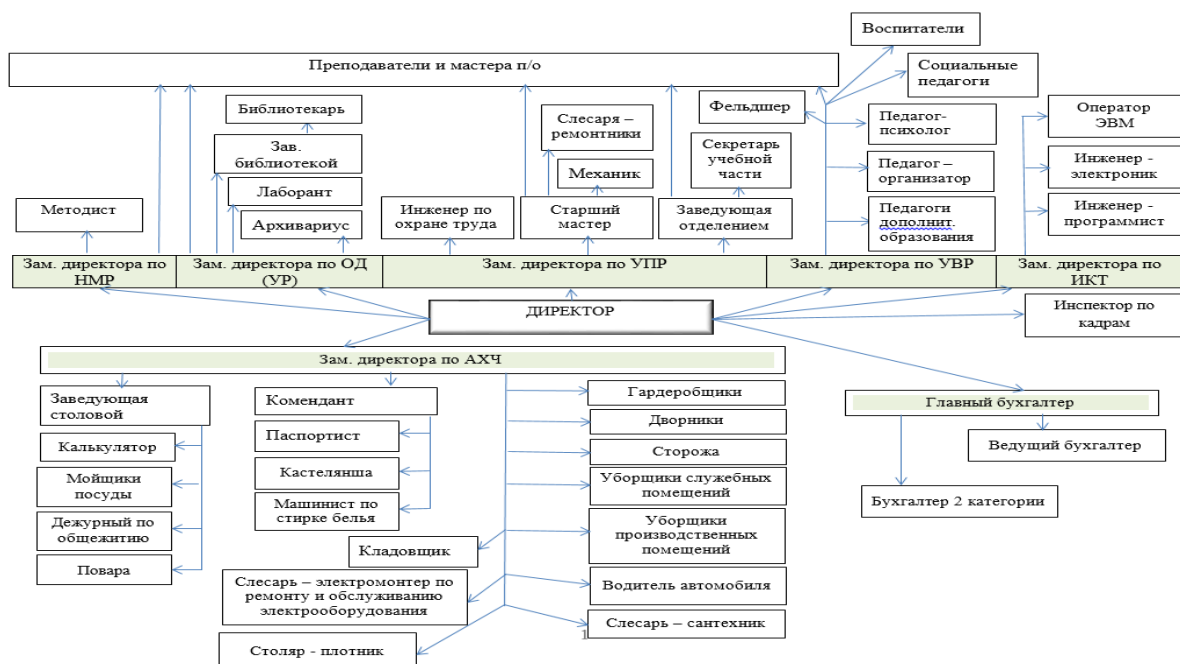 Воспитатели
Преподаватели и мастера п/о
Социальные
педагоги
Библиотекарь
Слесаря –
ремонтники
Фельдшер
Педагог-
психолог
Оператор
ЭВМ
Зав.
библиотекой
Секретарь
учебной
части
Педагог –
организатор
Инженер -
электроник
Лаборант
Механик
Методист
Архивариус
Инженер по
охране труда
Старший
мастер
Заведующая
отделением
Педагоги
дополнит.
образования
Инженер -
программист
Зам. директора по
НМР
Зам. директора по ОД
(УР)
Зам. директора по УПР
Зам. директора по УВР
Зам. директора по
ИКТ
ДИРЕКТОР
Инспектор по
кадрам
Зам. директора по АХЧ
Заведующая
столовой
Калькулятор
Мойщики
посуды
Дежурный по
общежитию
Повара
Комендант
Паспортист
Кастелянша
Машинист по
стирке белья
Кладовщик
Слесарь – электромонтер по
ремонту и обслуживанию
электрооборудования
Столяр - плотник
Гардеробщики
Дворники
Сторожа
Уборщики служебных
помещений
Уборщики
производственных
помещений
Водитель автомобиля
Слесарь – сантехник
1
Главный бухгалтер
Ведущий бухгалтер
Бухгалтер 2 категории